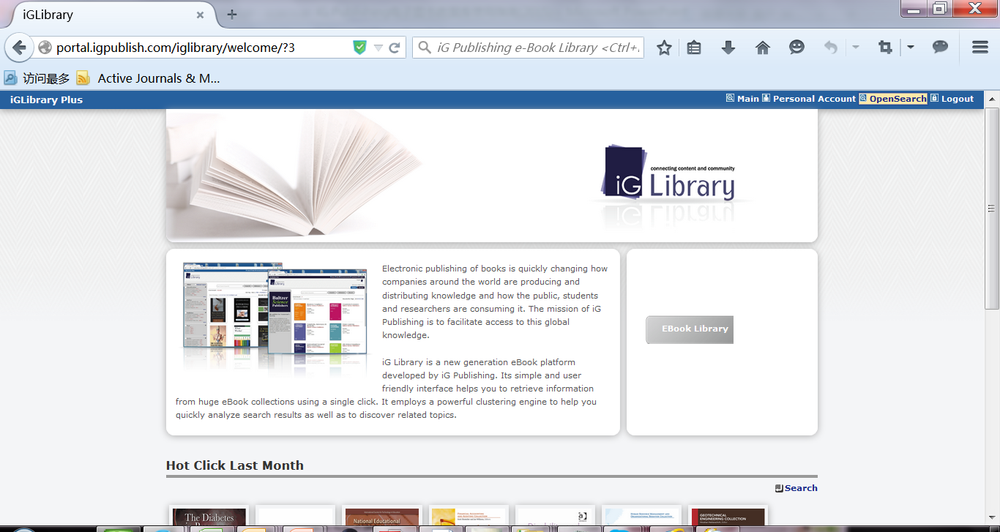 iGLibrary
portal.igpublish.com/iglibrary/welcome/?3
iG Publishing e-Book Library <Ctrl+.
访问最多
Active Journals & M...
iGLibrary Plus
Main
Personal Account
OpenSearch
Logout
connecting content and community
iG Library
Electronic publishing of books is quickly changing how
companies around the world are producing and
distributing knowledge and how the public, students
and researchers are consuming it. The mission of iG
Publishing is to facilitate access to this global
knowledge.
iG Library is a new generation eBook platform
developed by iG Publishing. Its simple and user
friendly interface helps you to retrieve information
from huge eBook collections using a single click. It employs a powerful clustering engine to help you
quickly analyze search results as well as to discover related topics.
Baltzer
Science
Publishers
EBook Library
Hot Click Last Month
Search
The Diabetes
National Educational
GEOTECHNICAL
ENGINEERING COLLECTION